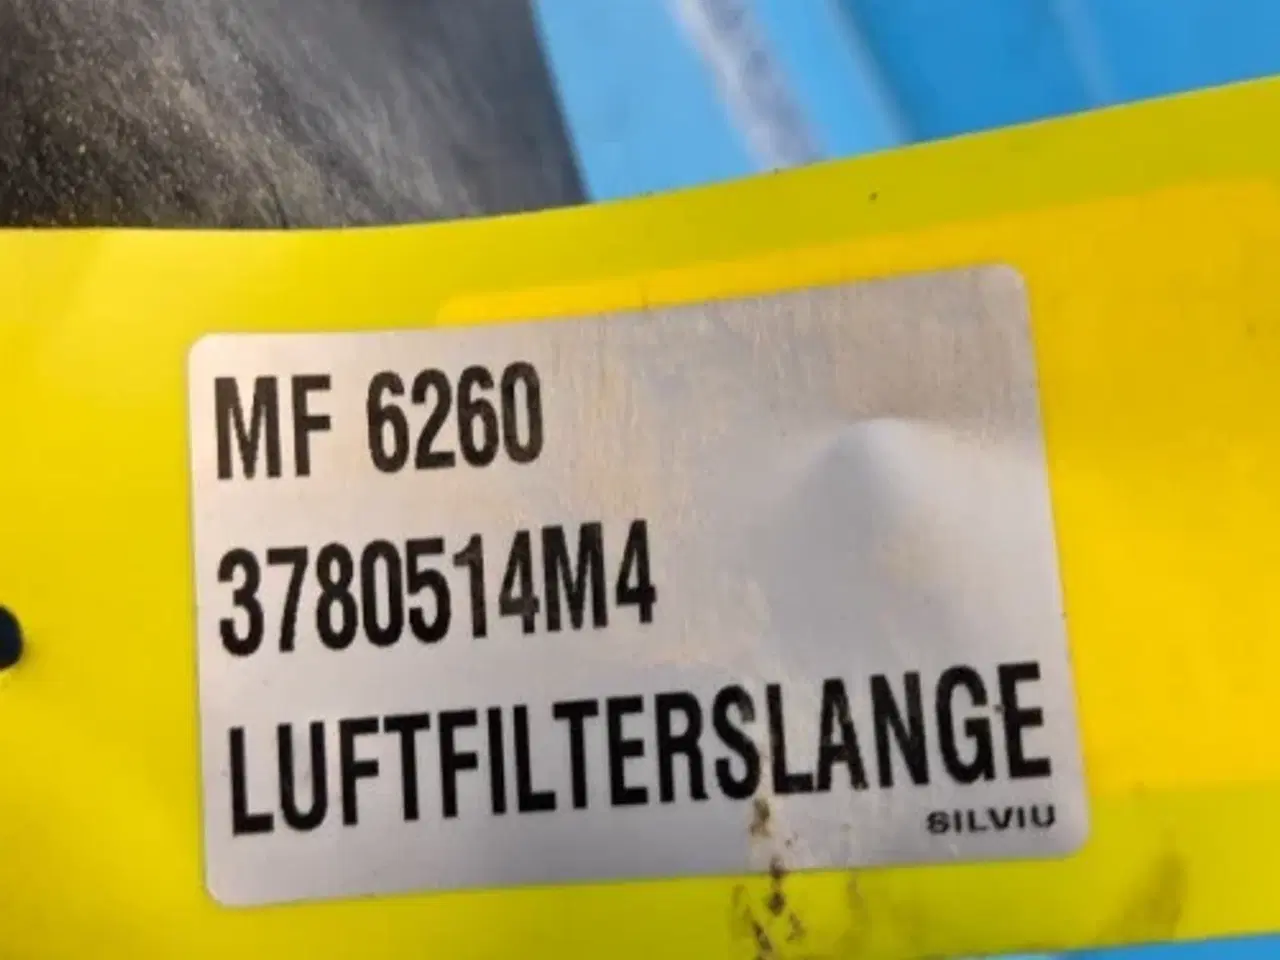 MF 6260
3780514M4
LUFTFILTERSLANGE
SILVIU